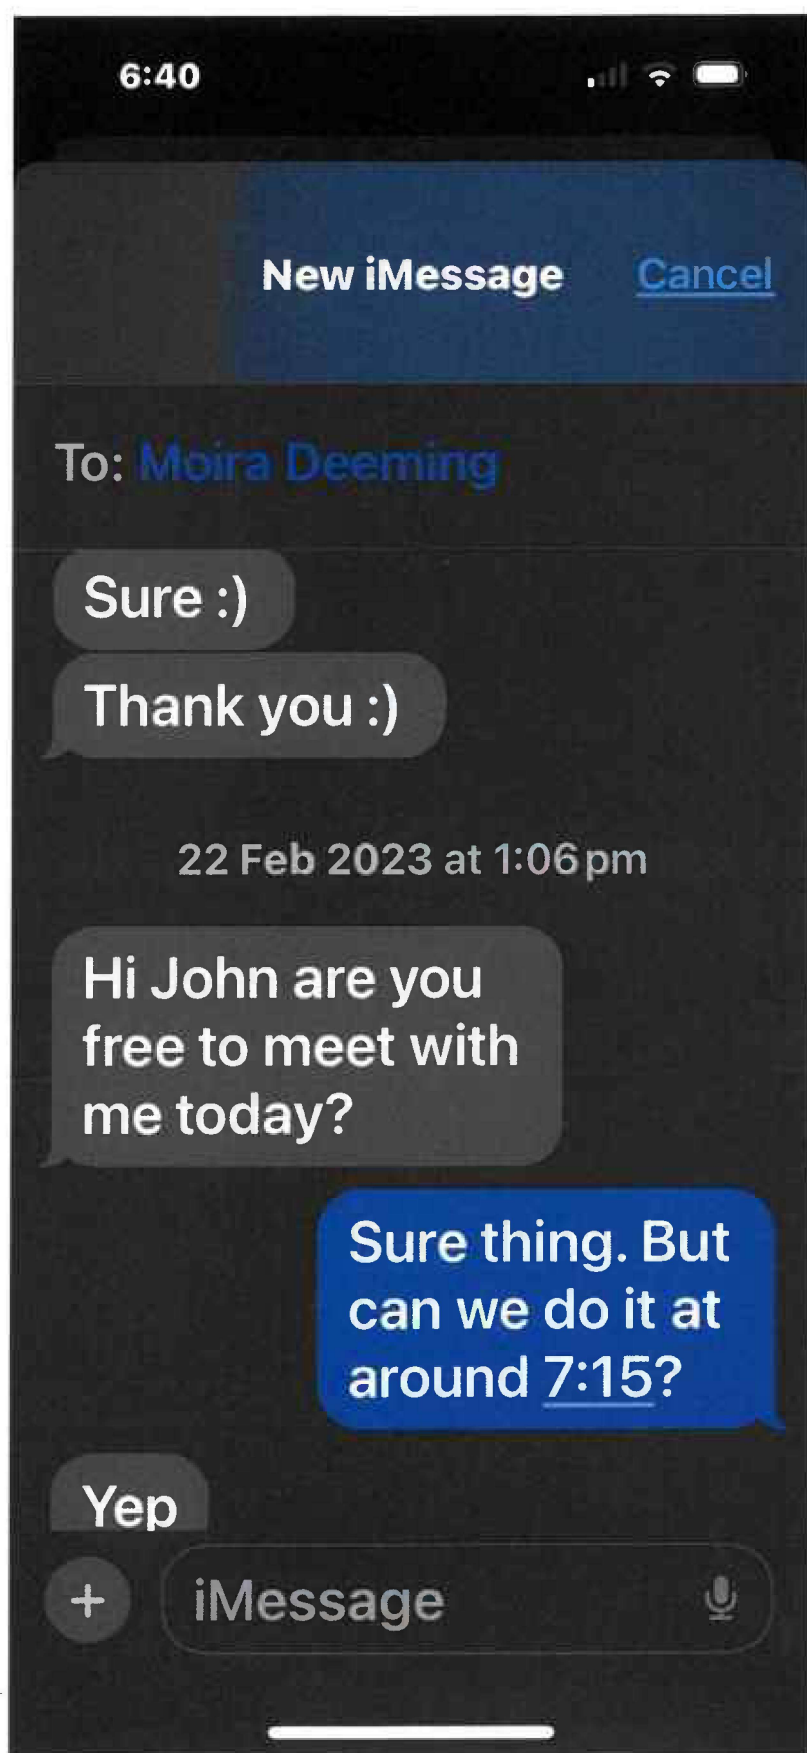 6:40
New iMessage Cancel
To: Moira Deeming
Sure :)
Thank you :)
22 Feb 2023 at 1:06 pm
Hi John are you
free to meet with
me today?
Sure thing. But
can we do it at
around 7:15?
Yep
iMessage